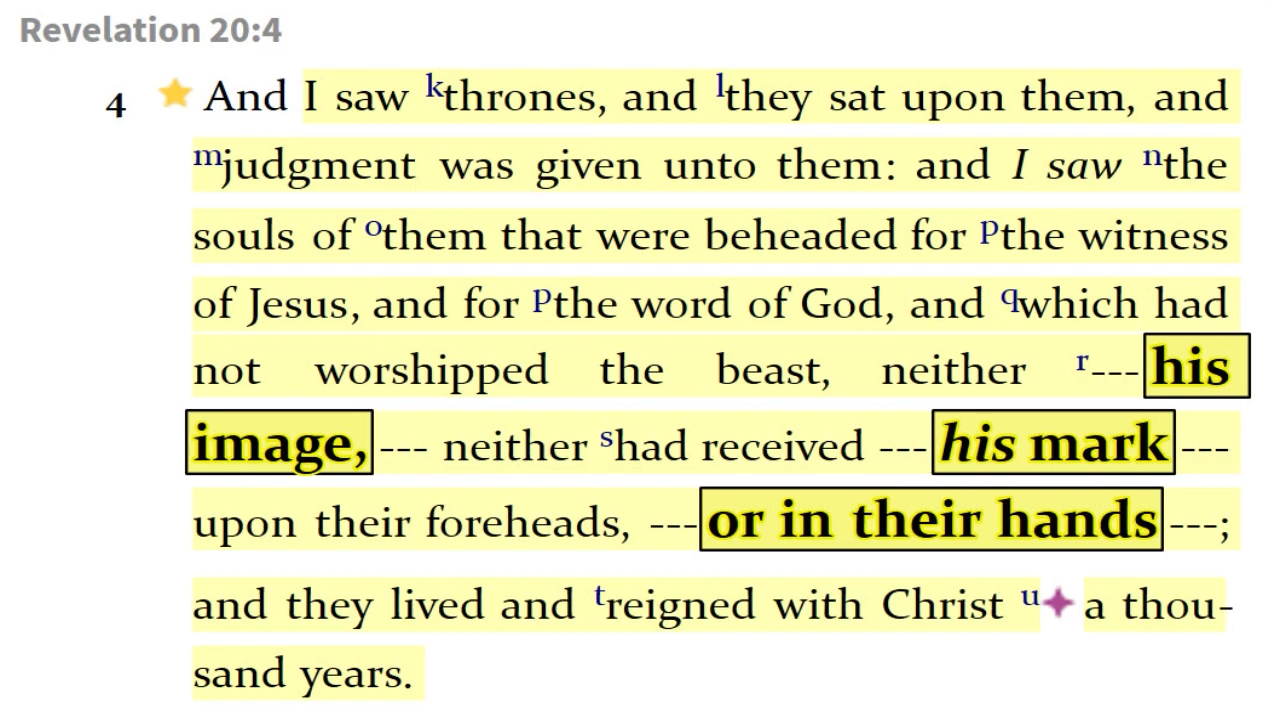 Revelation 20:4
4 ⭐ And I saw ᵏthrones, and ˡthey sat upon them, and
ᵐjudgment was given unto them: and I saw ⁿthe
souls of ᵒthem that were beheaded for ᵖthe witness
of Jesus, and for ᵖthe word of God, and qwhich had
not worshipped the beast, neither ʳ---his
image,--- neither ˢhad received ---his mark---
upon their foreheads, ---or in their hands---;
and they lived and ᵗreigned with Christ ᵘ✦ a thou-
sand years.